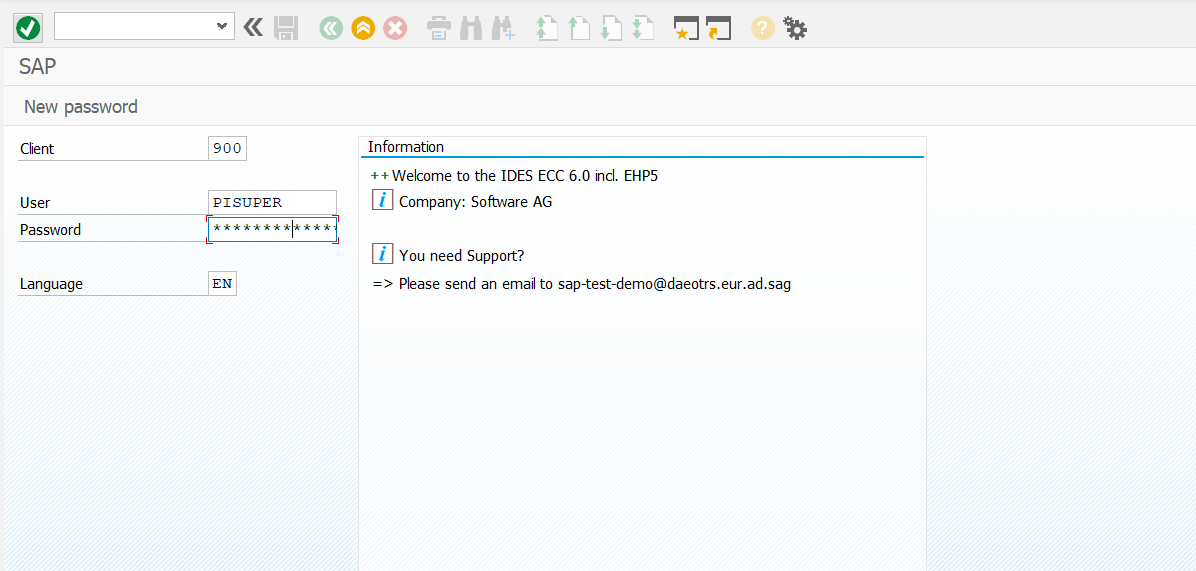 SAP
New password
Client 900
User PISUPER
Password *************
Language EN
Information
++ Welcome to the IDES ECC 6.0 incl. EHP5
i Company: Software AG
i You need Support?
=> Please send an email to sap-test-demo@daeotrs.eur.ad.sag